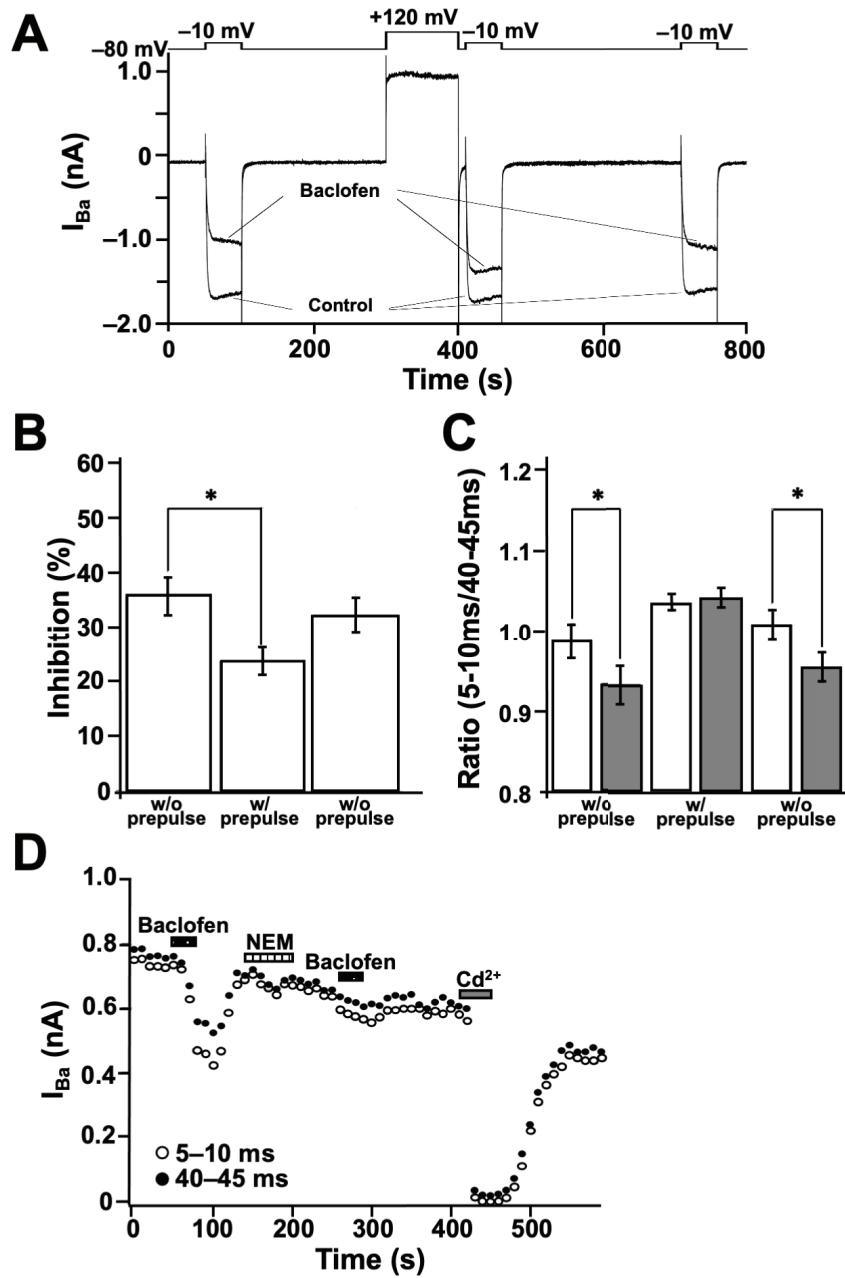 A
+120 mV
–10 mV
–10 mV
–10 mV
–80 mV
1.0
0
–1.0
–2.0
I_Ba (nA)
Baclofen
Control
0
200
400
600
800
Time (s)
B
60
50
40
30
20
10
0
Inhibition (%)
*
w/o prepulse
w/ prepulse
w/o prepulse
C
1.2
1.1
1.0
0.9
0.8
Ratio (5-10ms/40-45ms)
*
*
w/o prepulse
w/ prepulse
w/o prepulse
D
1.0
0.8
0.6
0.4
0.2
0
I_Ba (nA)
Baclofen
NEM
Baclofen
Cd2+
5–10 ms
40–45 ms
0
100
200
300
400
500
Time (s)